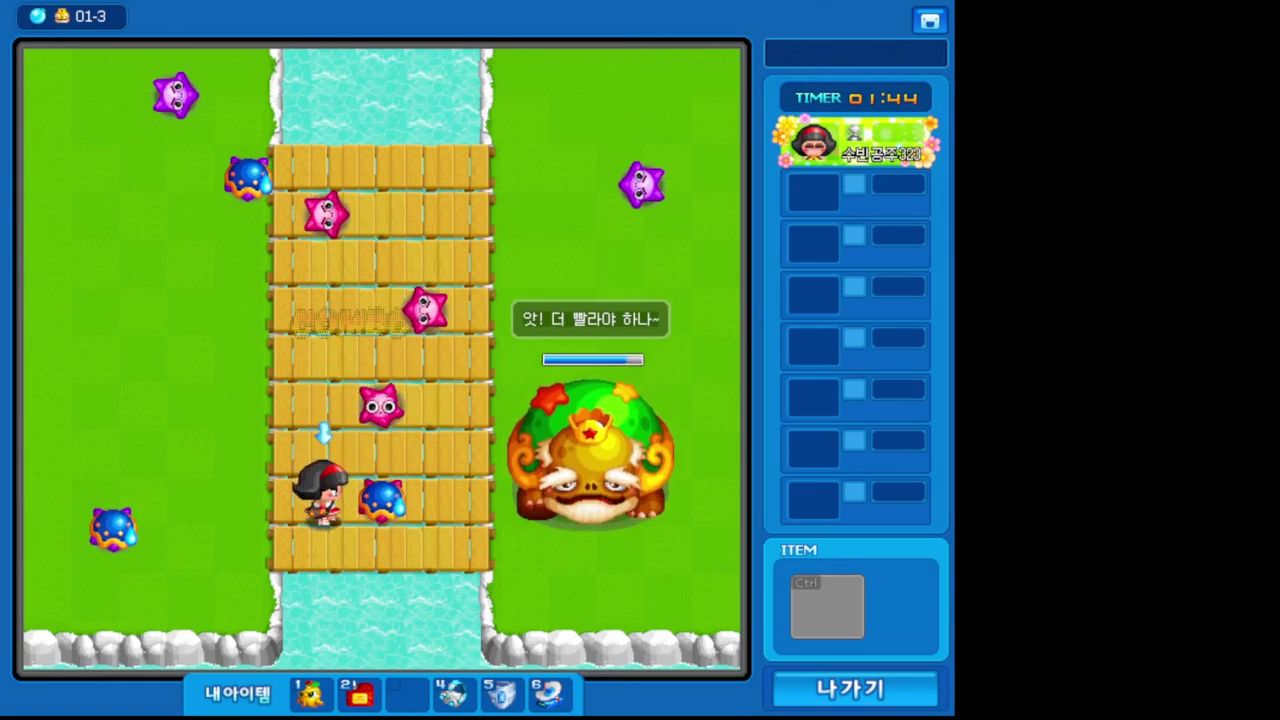 01-3
TIMER 01:44
수빈공주323
앗! 더 빨라야 하나~
ITEM
Ctrl
내아이템
1
2
4
5
6
나가기